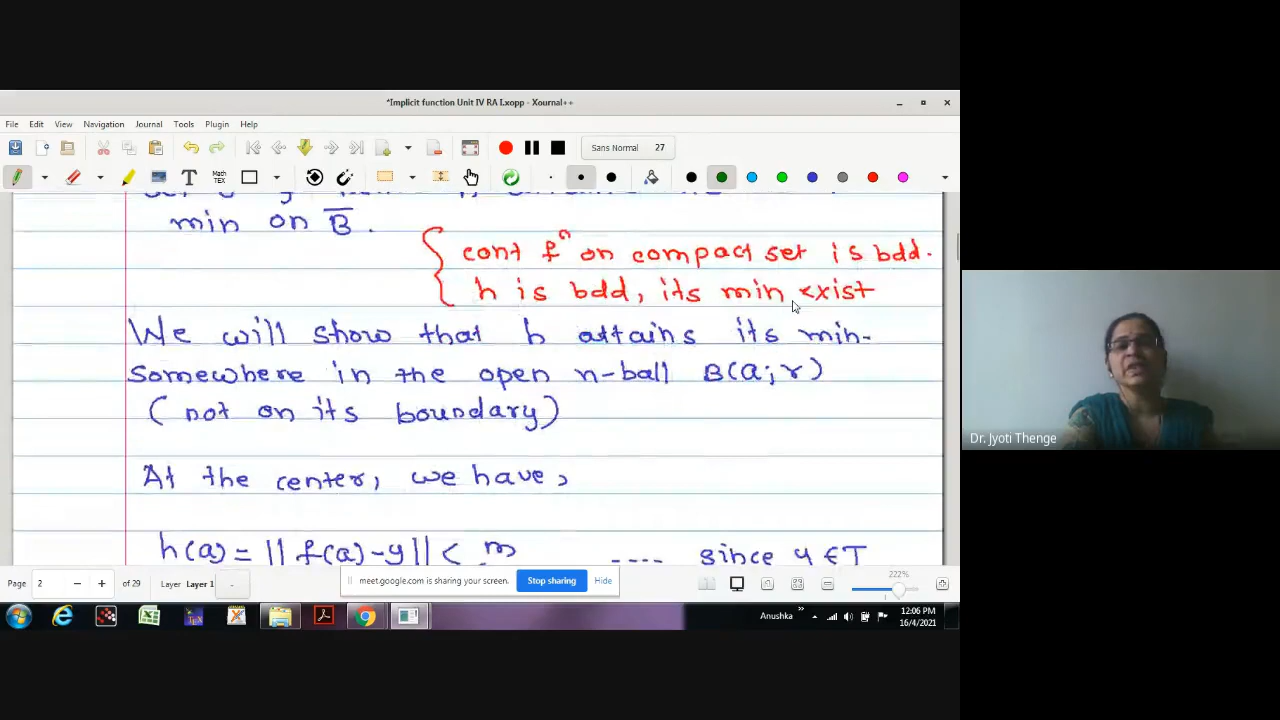 *Implicit function Unit IV RA I.xopp - Xournal++
File Edit View Navigation Journal Tools Plugin Help
Sans Normal 27
min on B̅.
{ cont fⁿ on compact set is bdd.
h is bdd, its min exist
We will show that h attains its min.
somewhere in the open n-ball B(a;r)
(not on its boundary)
At the center, we have,
h(a) = || f(a) - y || < m .... since y ∈ T
Page 2 of 29 Layer Layer 1
meet.google.com is sharing your screen. Stop sharing Hide
222%
Anushka
12:06 PM
16/4/2021
Dr. Jyoti Thenge